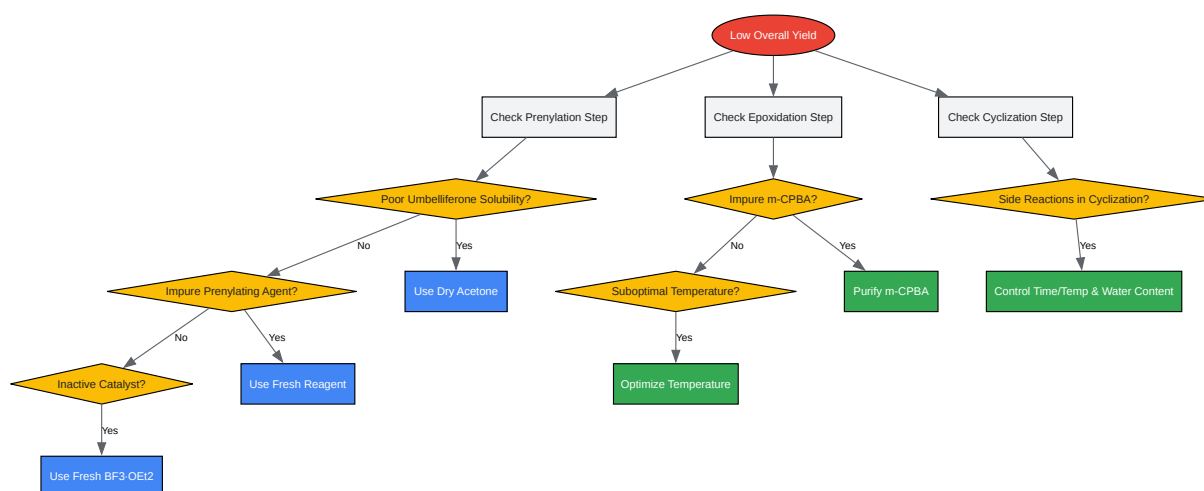 Low Overall Yield
Check Prenylation Step
Check Epoxidation Step
Check Cyclization Step
Poor Umbelliferone Solubility?
Impure m-CPBA?
Side Reactions in Cyclization?
No
Yes
No
Yes
Yes
Impure Prenylating Agent?
Use Dry Acetone
Suboptimal Temperature?
Purify m-CPBA
Control Time/Temp & Water Content
No
Yes
Yes
Inactive Catalyst?
Use Fresh Reagent
Optimize Temperature
Yes
Use Fresh BF3·OEt2